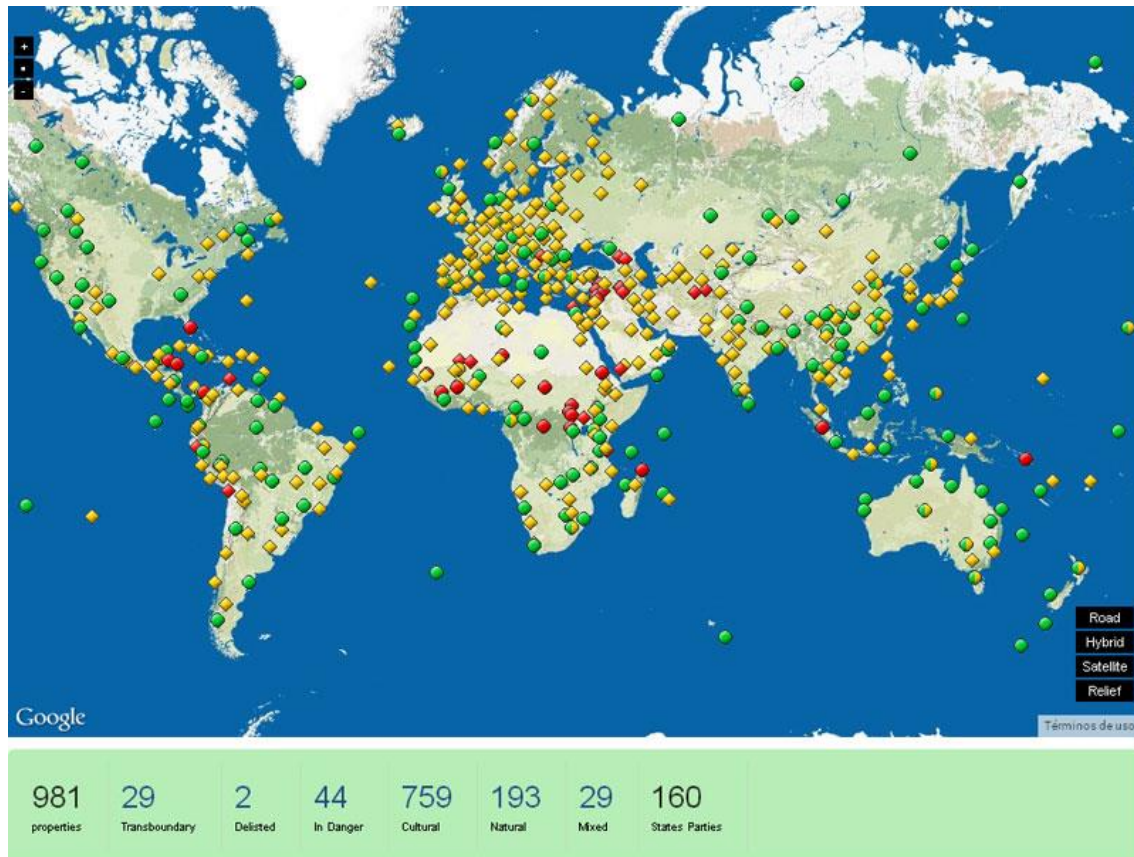 +
-
Road
Hybrid
Satellite
Relief
Google
Términos de uso
981 29 2 44 759 193 29 160
properties Transboundary Delisted In Danger Cultural Natural Mixed States Parties